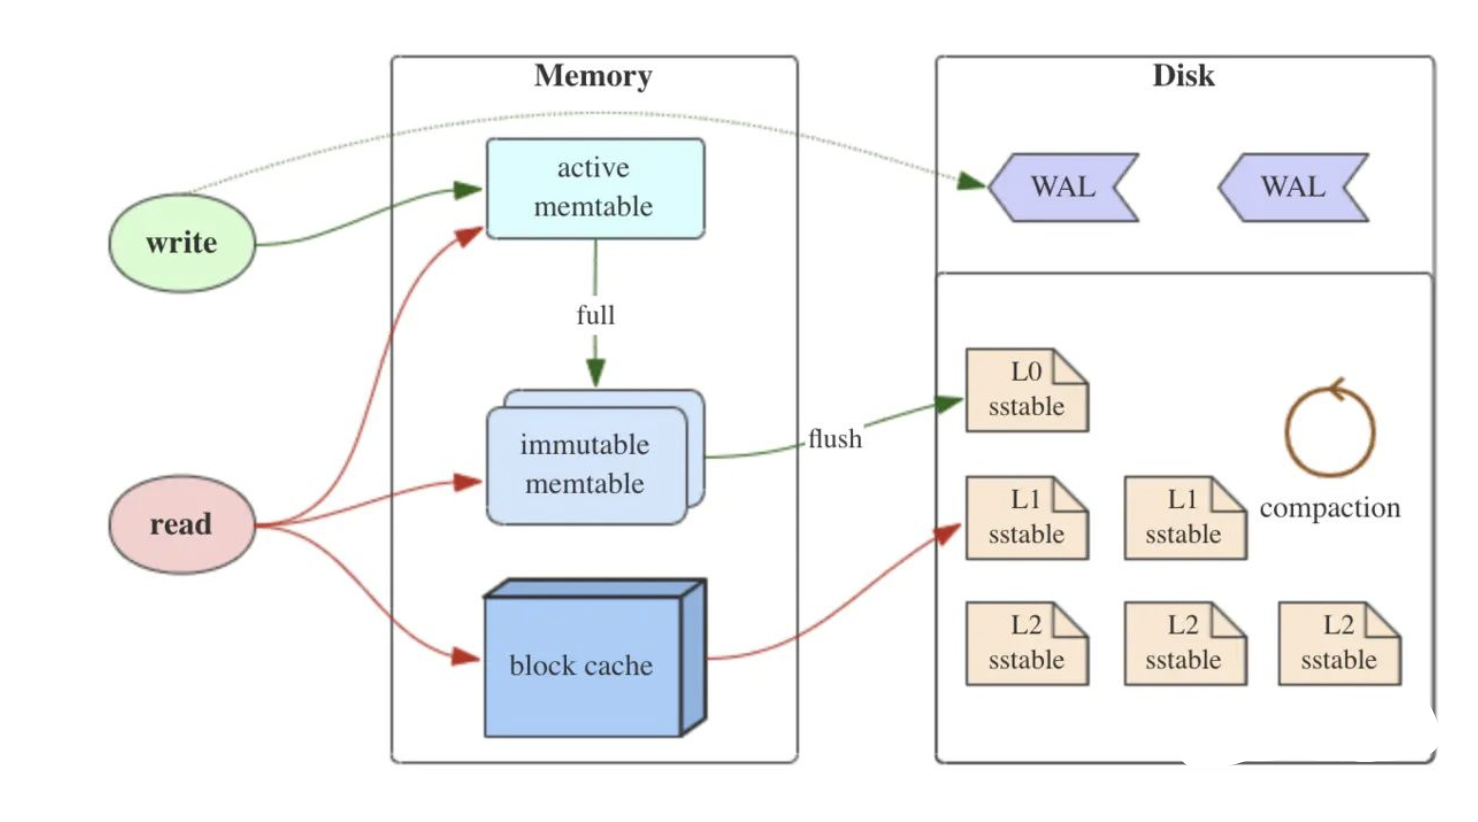 Memory
Disk
active
memtable
WAL
WAL
write
full
L0
sstable
immutable
memtable
flush
L1
sstable
L1
sstable
compaction
read
block cache
L2
sstable
L2
sstable
L2
sstable